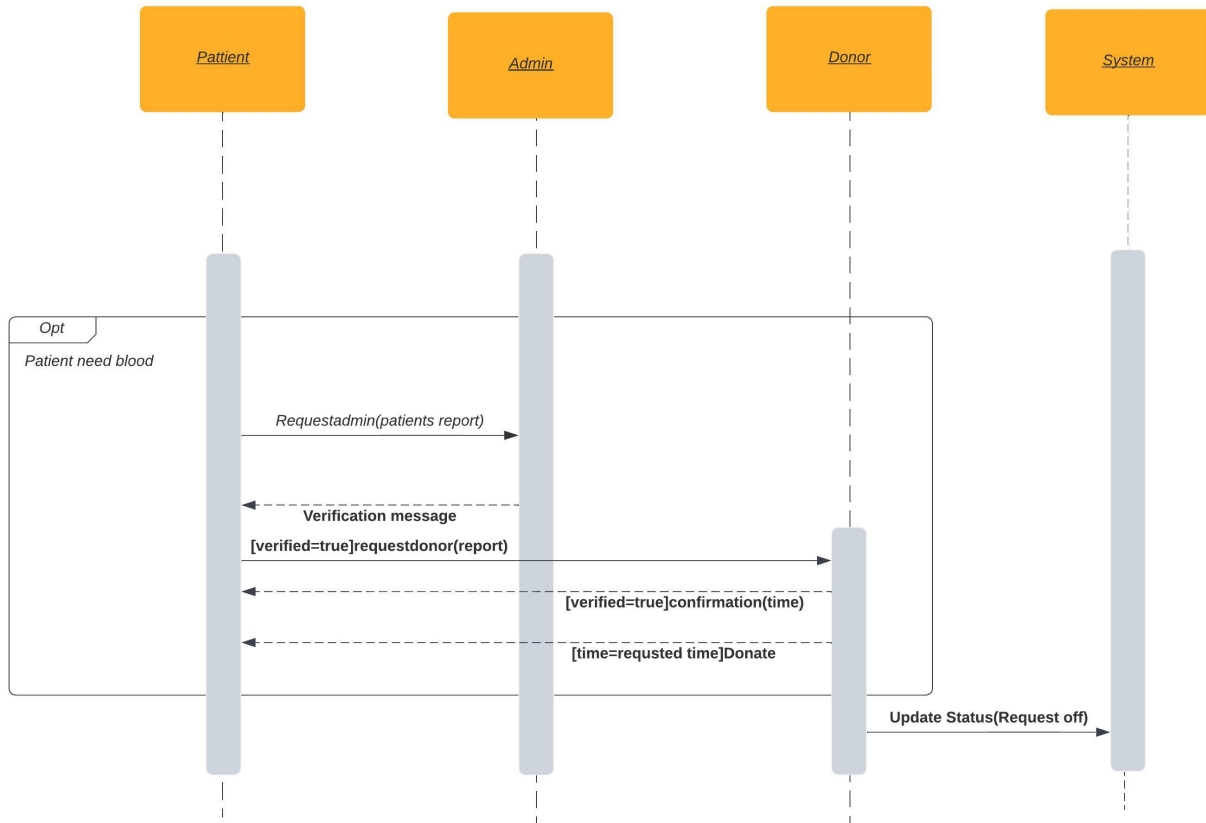 Pattient
Admin
Donor
System
Opt
Patient need blood
Requestadmin(patients report)
Verification message
[verified=true]requestdonor(report)
[verified=true]confirmation(time)
[time=requsted time]Donate
Update Status(Request off)